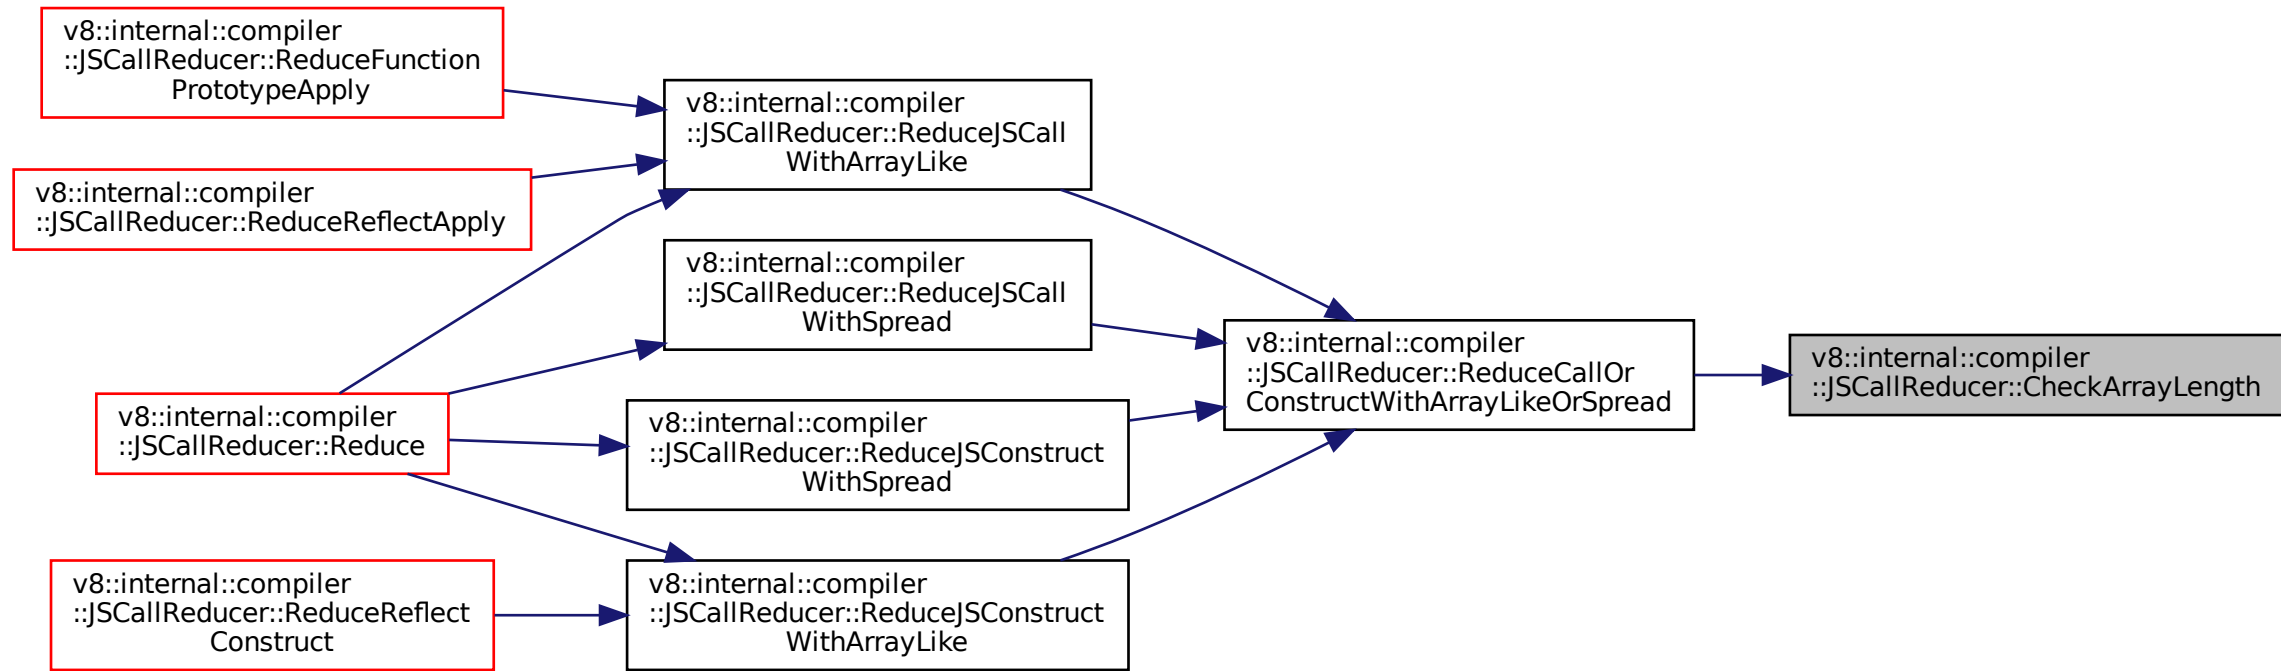 v8::internal::compiler
::JSCallReducer::ReduceFunction
PrototypeApply
v8::internal::compiler
::JSCallReducer::ReduceReflectApply
v8::internal::compiler
::JSCallReducer::Reduce
v8::internal::compiler
::JSCallReducer::ReduceReflect
Construct
v8::internal::compiler
::JSCallReducer::ReduceJSCall
WithArrayLike
v8::internal::compiler
::JSCallReducer::ReduceJSCall
WithSpread
v8::internal::compiler
::JSCallReducer::ReduceJSConstruct
WithSpread
v8::internal::compiler
::JSCallReducer::ReduceJSConstruct
WithArrayLike
v8::internal::compiler
::JSCallReducer::ReduceCallOr
ConstructWithArrayLikeOrSpread
v8::internal::compiler
::JSCallReducer::CheckArrayLength